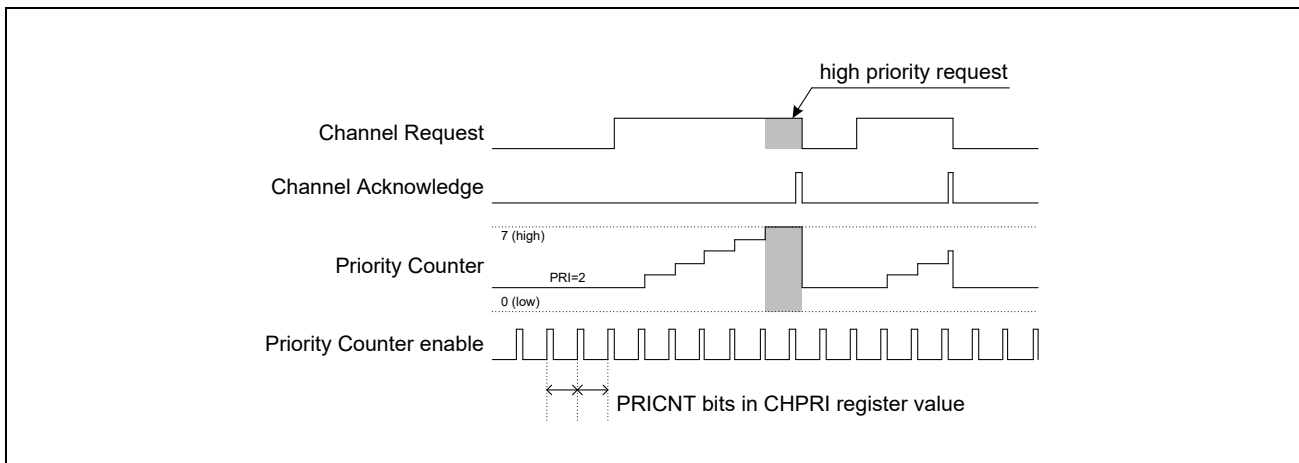 high priority request
Channel Request
Channel Acknowledge
7 (high)
Priority Counter
PRI=2
0 (low)
Priority Counter enable
PRICNT bits in CHPRI register value